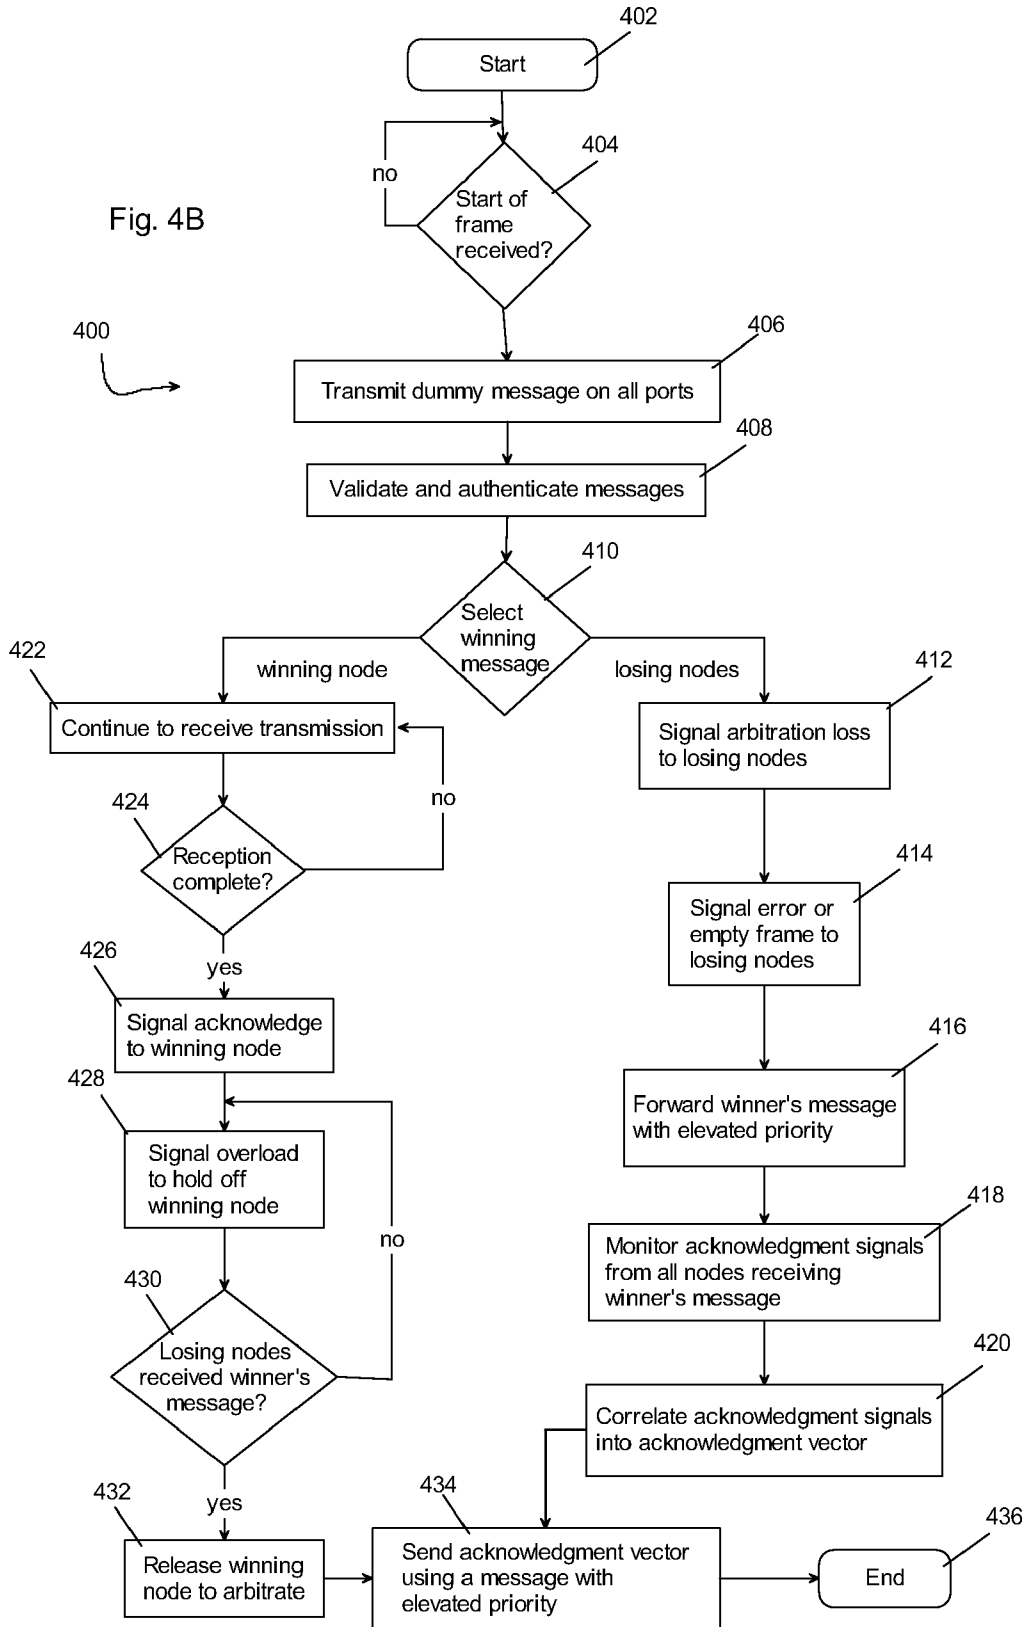 402
Start
404
no
Start of
frame
received?
Fig. 4B
400
406
Transmit dummy message on all ports
408
Validate and authenticate messages
410
Select
winning
message
422
winning node
losing nodes
412
Continue to receive transmission
Signal arbitration loss
to losing nodes
no
424
Reception
complete?
414
Signal error or
empty frame to
losing nodes
yes
426
Signal acknowledge
to winning node
416
Forward winner's message
with elevated priority
428
Signal overload
to hold off
winning node
no
418
Monitor acknowledgment signals
from all nodes receiving
winner's message
430
Losing nodes
received winner's
message?
420
Correlate acknowledgment signals
into acknowledgment vector
yes
432
Release winning
node to arbitrate
434
Send acknowledgment vector
using a message with
elevated priority
436
End